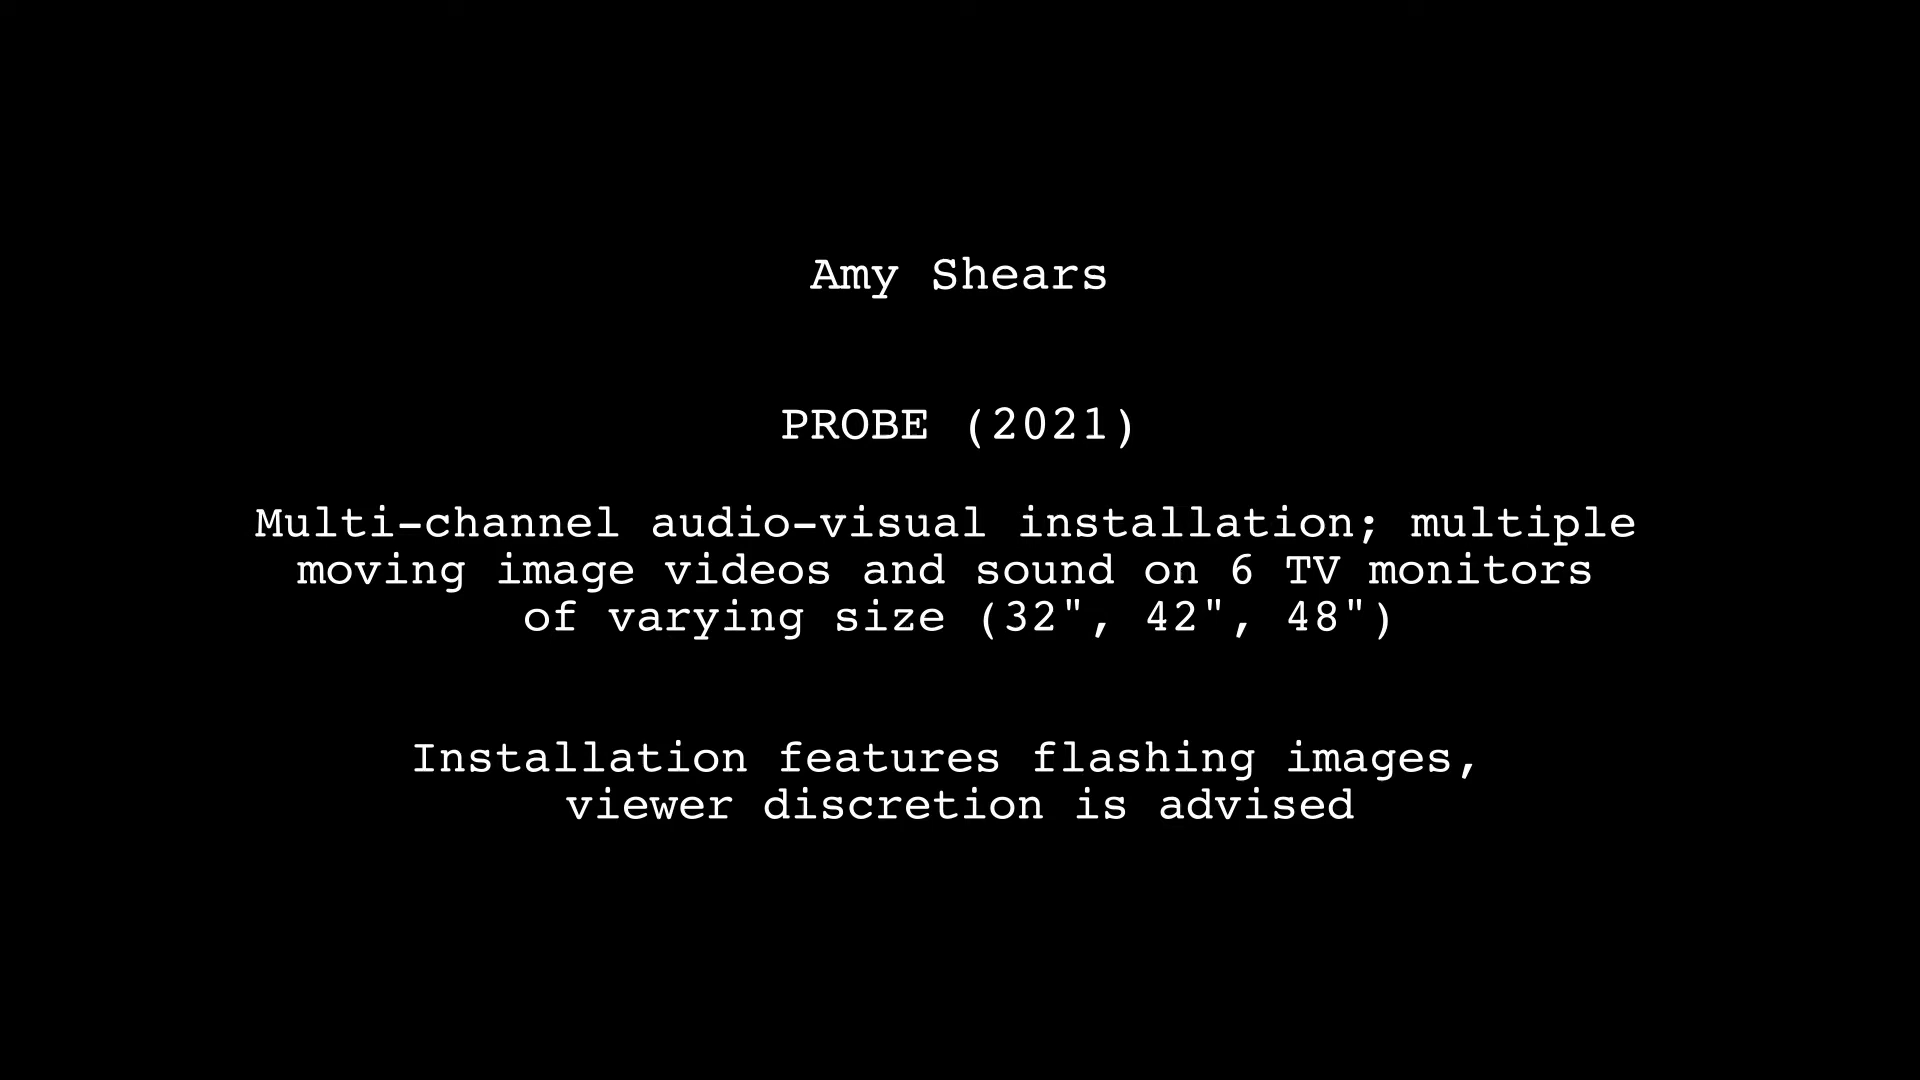 Amy Shears
PROBE (2021)
Multi-channel audio-visual installation; multiple
moving image videos and sound on 6 TV monitors
of varying size (32", 42", 48")
Installation features flashing images,
viewer discretion is advised